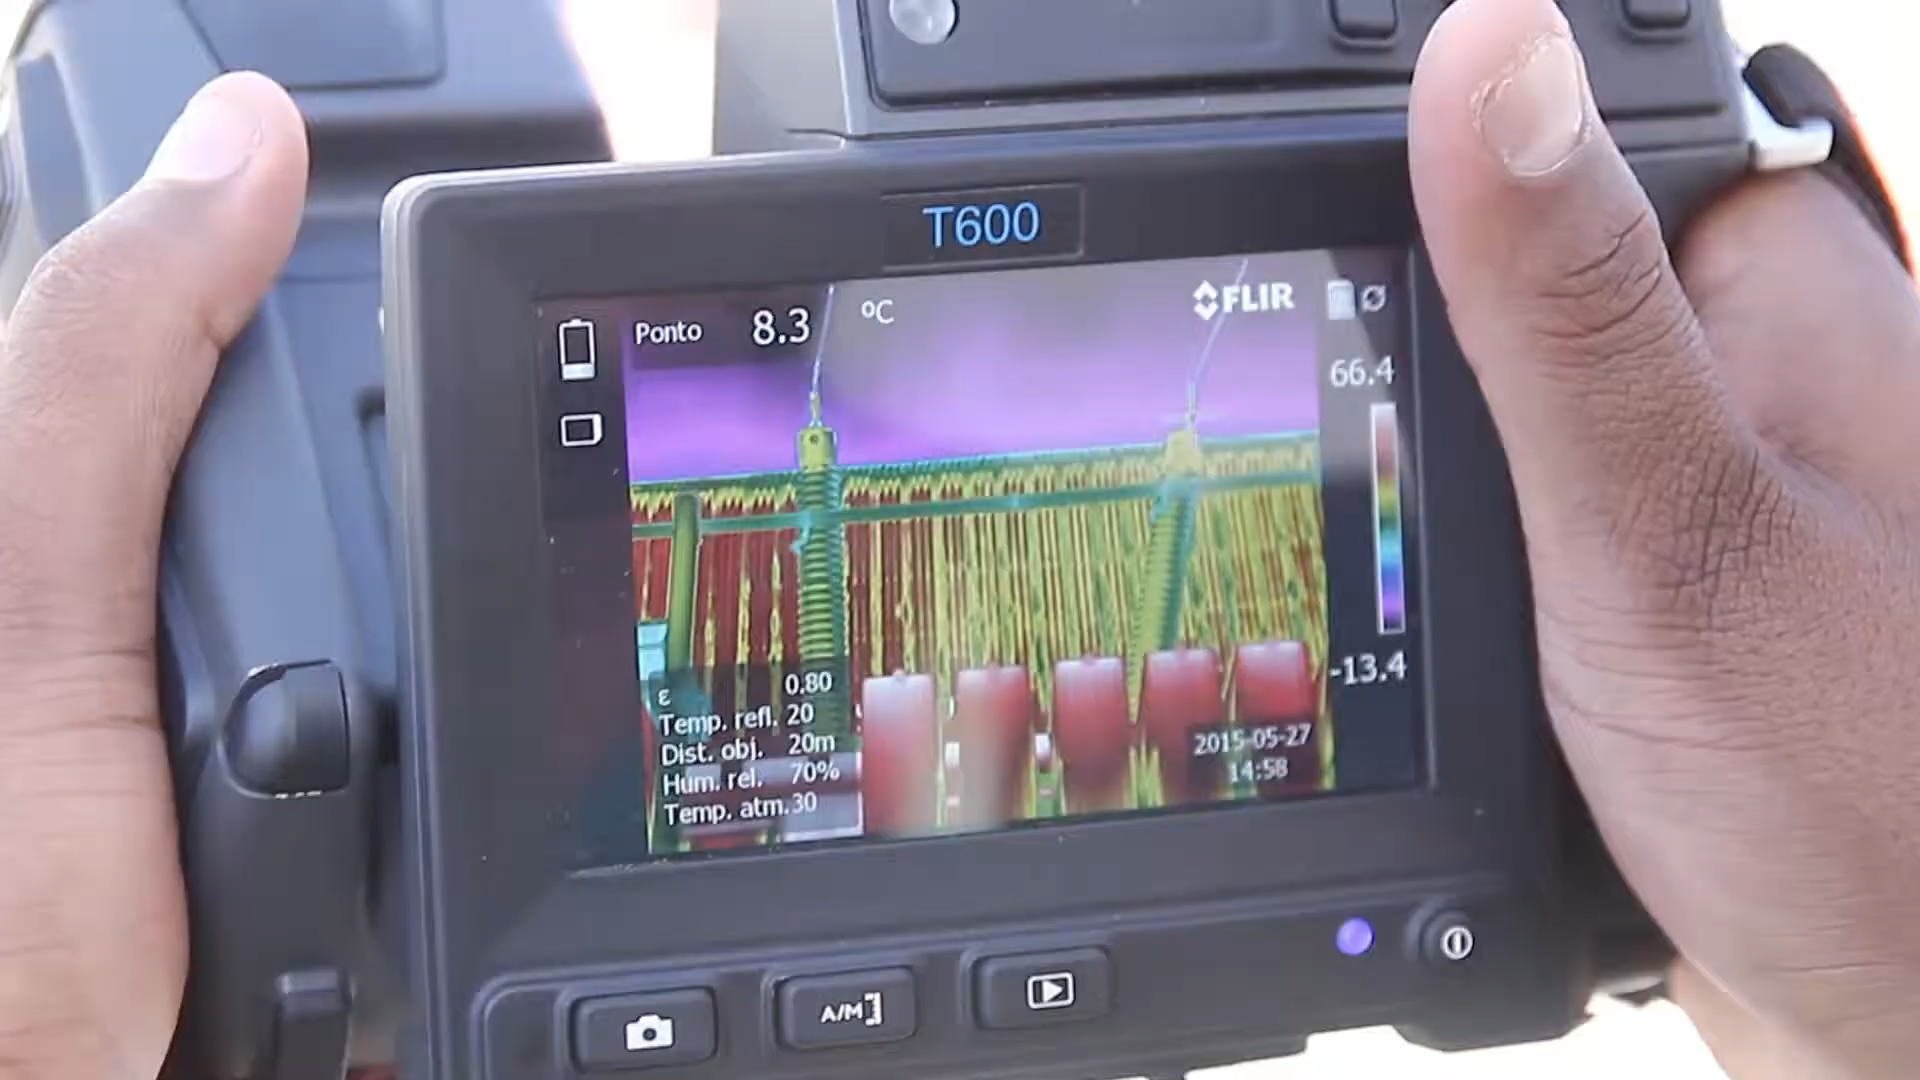 T600
Ponto 8.3 °C
FLIR
66.4
-13.4
ε 0.80
Temp. refl. 20
Dist. obj. 20m
Hum. rel. 70%
Temp. atm. 30
2015-05-27
14:58
A/M